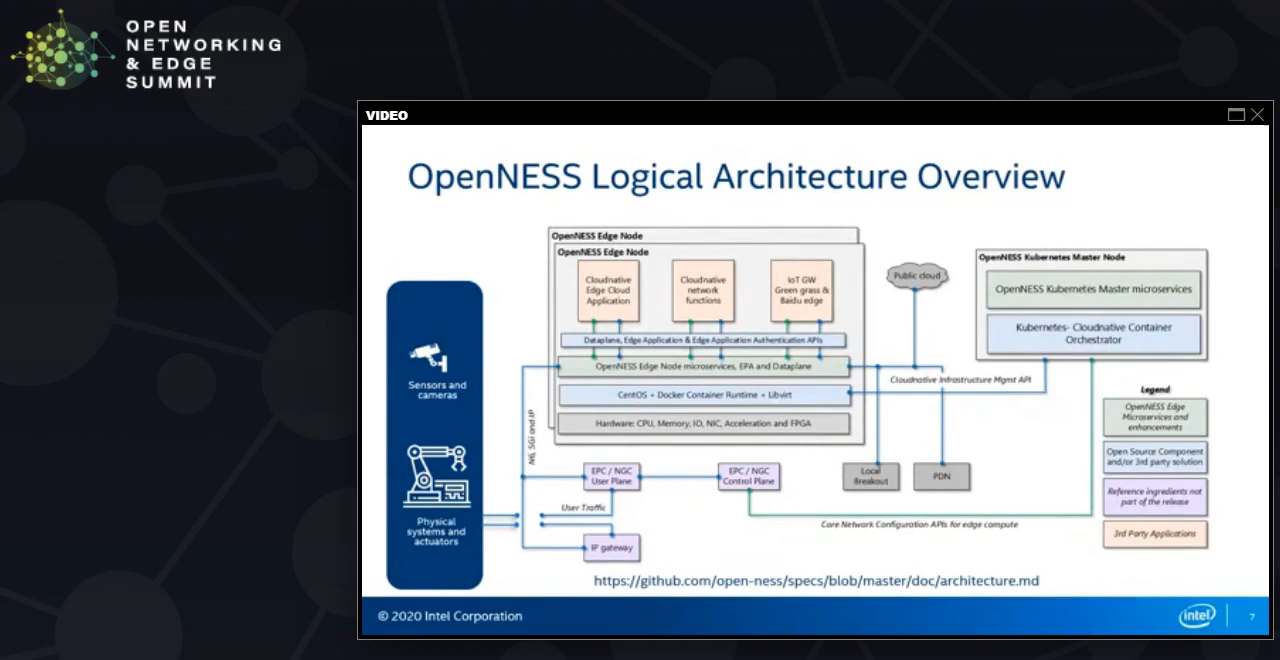 OPEN
NETWORKING
& EDGE
SUMMIT
VIDEO
OpenNESS Logical Architecture Overview
OpenNESS Edge Node
OpenNESS Edge Node
Cloudnative
Edge Cloud
Application
Cloudnative
network
functions
IoT GW
Green grass &
Baidu edge
Dataplane, Edge Application & Edge Application Authentication APIs
OpenNESS Edge Node microservices, EPA and Dataplane
CentOS + Docker Container Runtime + Libvirt
Hardware: CPU, Memory, IO, NIC, Acceleration and FPGA
Public cloud
OpenNESS Kubernetes Master Node
OpenNESS Kubernetes Master microservices
Kubernetes- Cloudnative Container
Orchestrator
Cloudnative Infrastructure Mgmt API
Sensors and
cameras
Physical
systems and
actuators
N6, SGi and IP
EPC / NGC
User Plane
EPC / NGC
Control Plane
Local
Breakout
PDN
User Traffic
IP gateway
Core Network Configuration APIs for edge compute
Legend
OpenNESS Edge
Microservices and
enhancements
Open Source Component
and/or 3rd party solution
Reference ingredients not
part of the release
3rd Party Applications
https://github.com/open-ness/specs/blob/master/doc/architecture.md
© 2020 Intel Corporation
intel
7